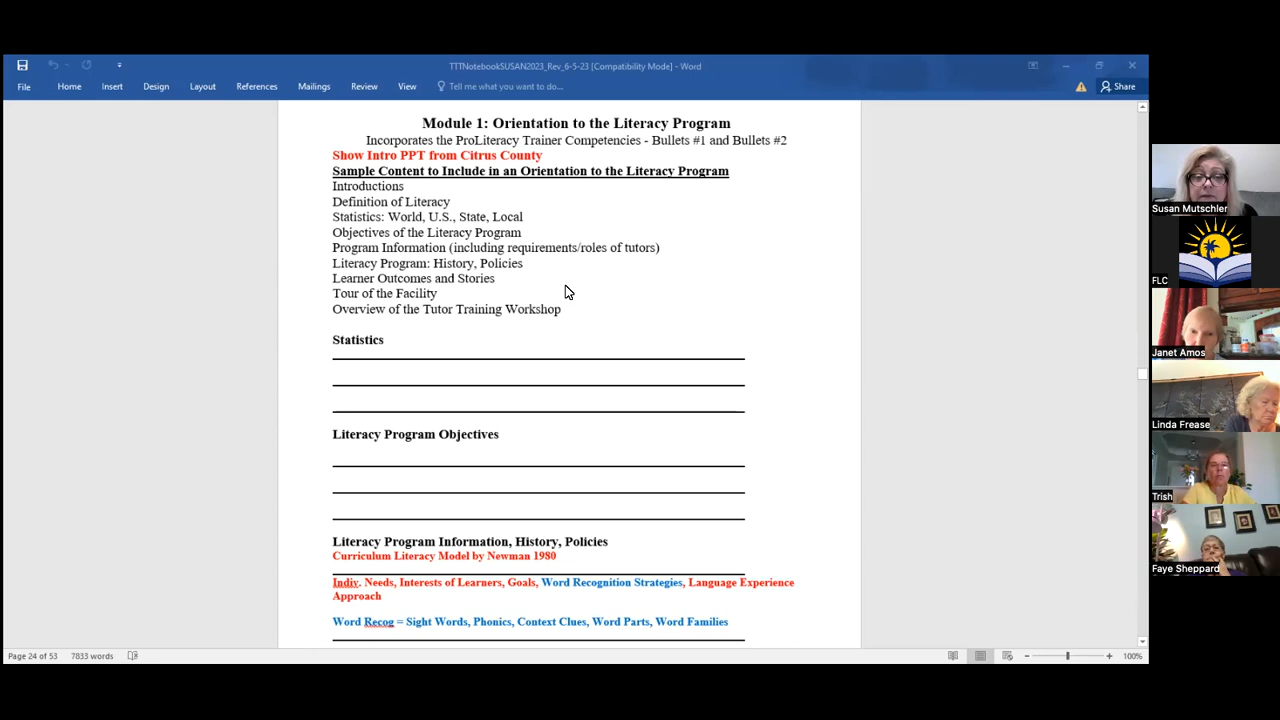 TTTNotebookSUSAN2023_Rev_6-5-23 [Compatibility Mode] - Word
File Home Insert Design Layout References Mailings Review View Tell me what you want to do... Share
Module 1: Orientation to the Literacy Program
Incorporates the ProLiteracy Trainer Competencies - Bullets #1 and Bullets #2
Show Intro PPT from Citrus County
Sample Content to Include in an Orientation to the Literacy Program
Introductions
Definition of Literacy
Statistics: World, U.S., State, Local
Objectives of the Literacy Program
Program Information (including requirements/roles of tutors)
Literacy Program: History, Policies
Learner Outcomes and Stories
Tour of the Facility
Overview of the Tutor Training Workshop
Statistics
Literacy Program Objectives
Literacy Program Information, History, Policies
Curriculum Literacy Model by Newman 1980
Indiv. Needs, Interests of Learners, Goals, Word Recognition Strategies, Language Experience
Approach
Word Recog = Sight Words, Phonics, Context Clues, Word Parts, Word Families
Page 24 of 53 7833 words 100%
Susan Mutschler
FLC
Janet Amos
Linda Frease
Trish
Faye Sheppard